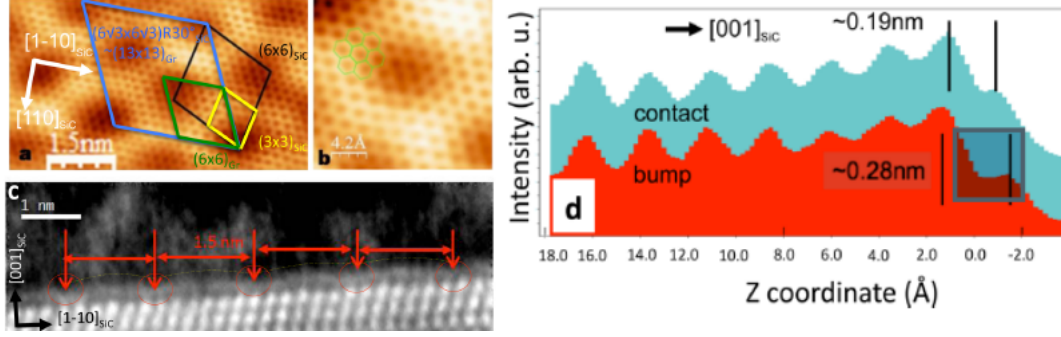 [1-10]SiC
(6√3x6√3)R30°SiC
~(13x13)Gr
(6x6)SiC
[110]SiC
1.5nm
a
(6x6)Gr
(3x3)SiC
4.2Å
b
C
1 nm
1.5 nm
[001]SiC
[1-10]SiC
Intensity (arb. u.)
[001]SiC
~0.19nm
contact
bump
~0.28nm
d
18.0 16.0 14.0 12.0 10.0 8.0 6.0 4.0 2.0 0.0 -2.0
Z coordinate (Å)